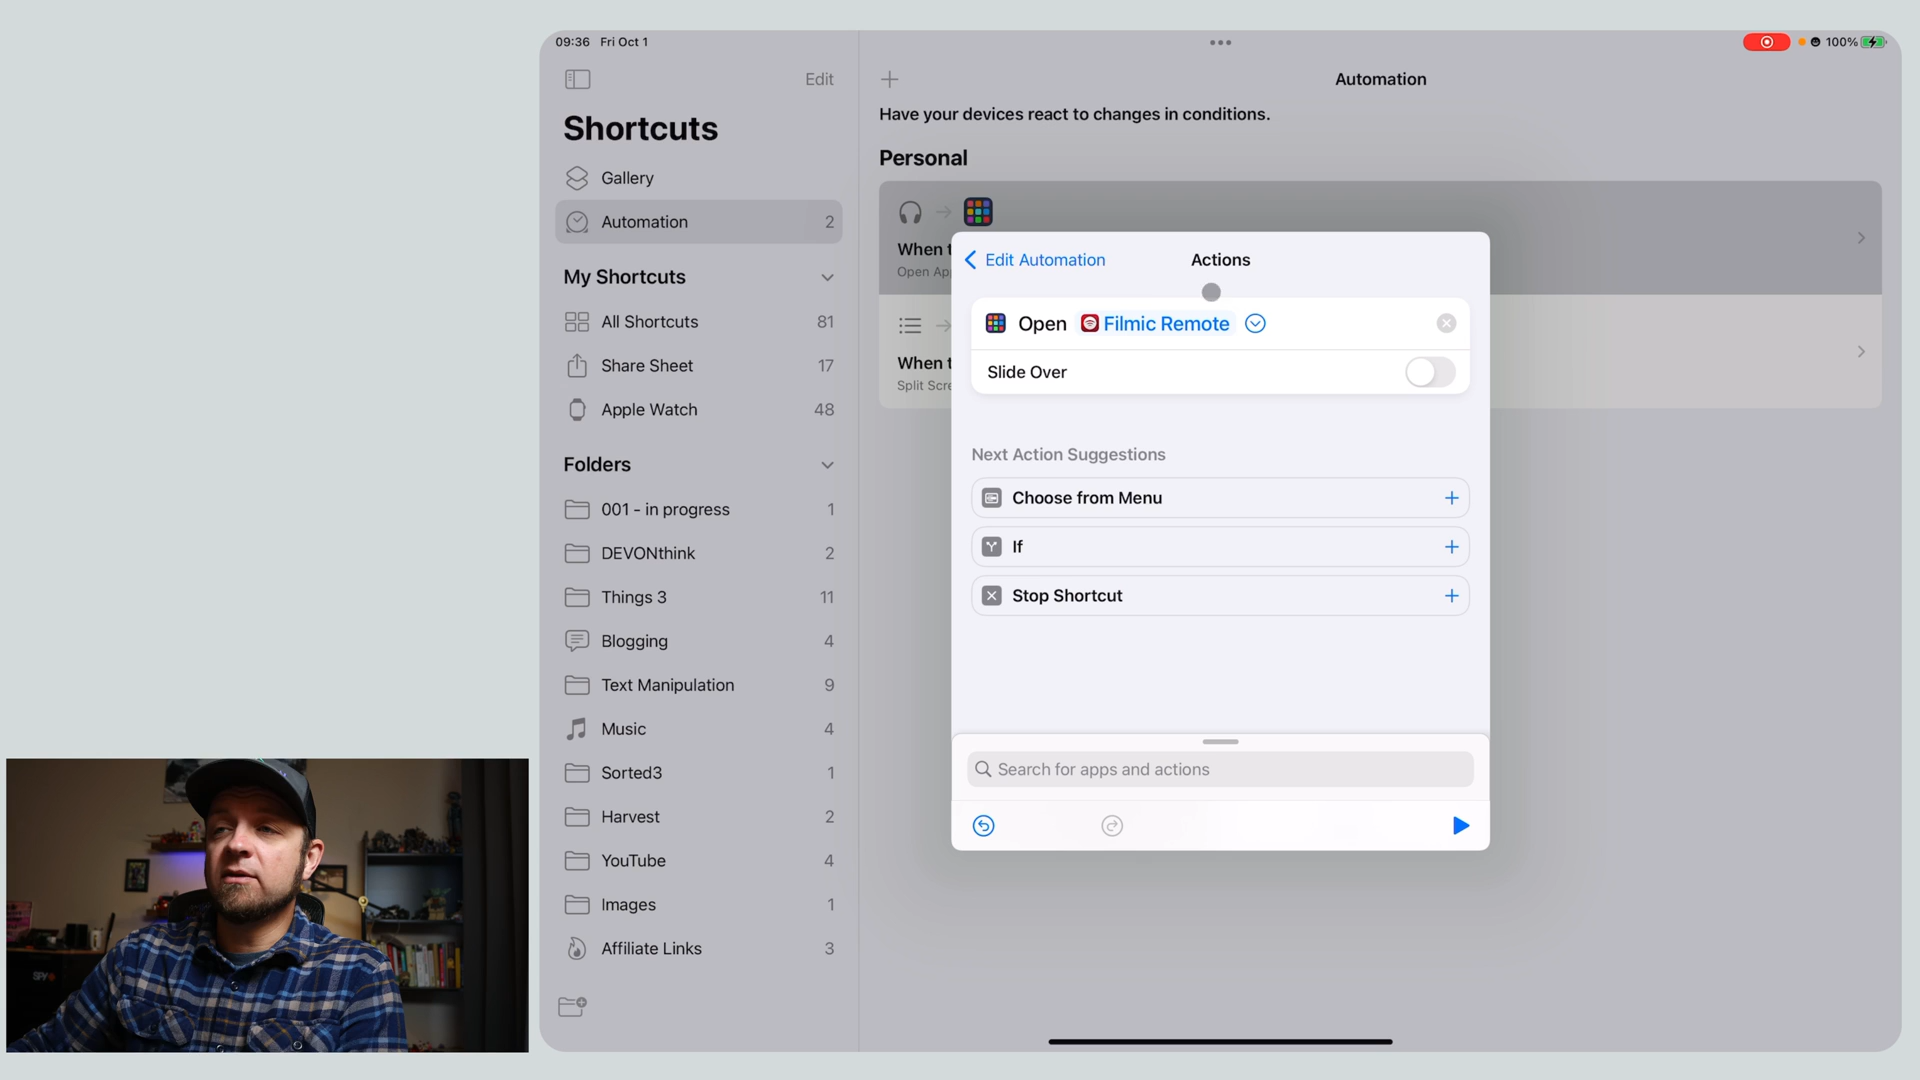 09:36 Fri Oct 1
100%
Edit
Shortcuts
Gallery
Automation 2
My Shortcuts
All Shortcuts 81
Share Sheet 17
Apple Watch 48
Folders
001 - in progress 1
DEVONthink 2
Things 3 11
Blogging 4
Text Manipulation 9
Music 4
Sorted3 1
Harvest 2
YouTube 4
Images 1
Affiliate Links 3
Automation
Have your devices react to changes in conditions.
Personal
When t
Open Ap
When t
Split Scre
Edit Automation
Actions
Open Filmic Remote
Slide Over
Next Action Suggestions
Choose from Menu
If
Stop Shortcut
Search for apps and actions
SPY